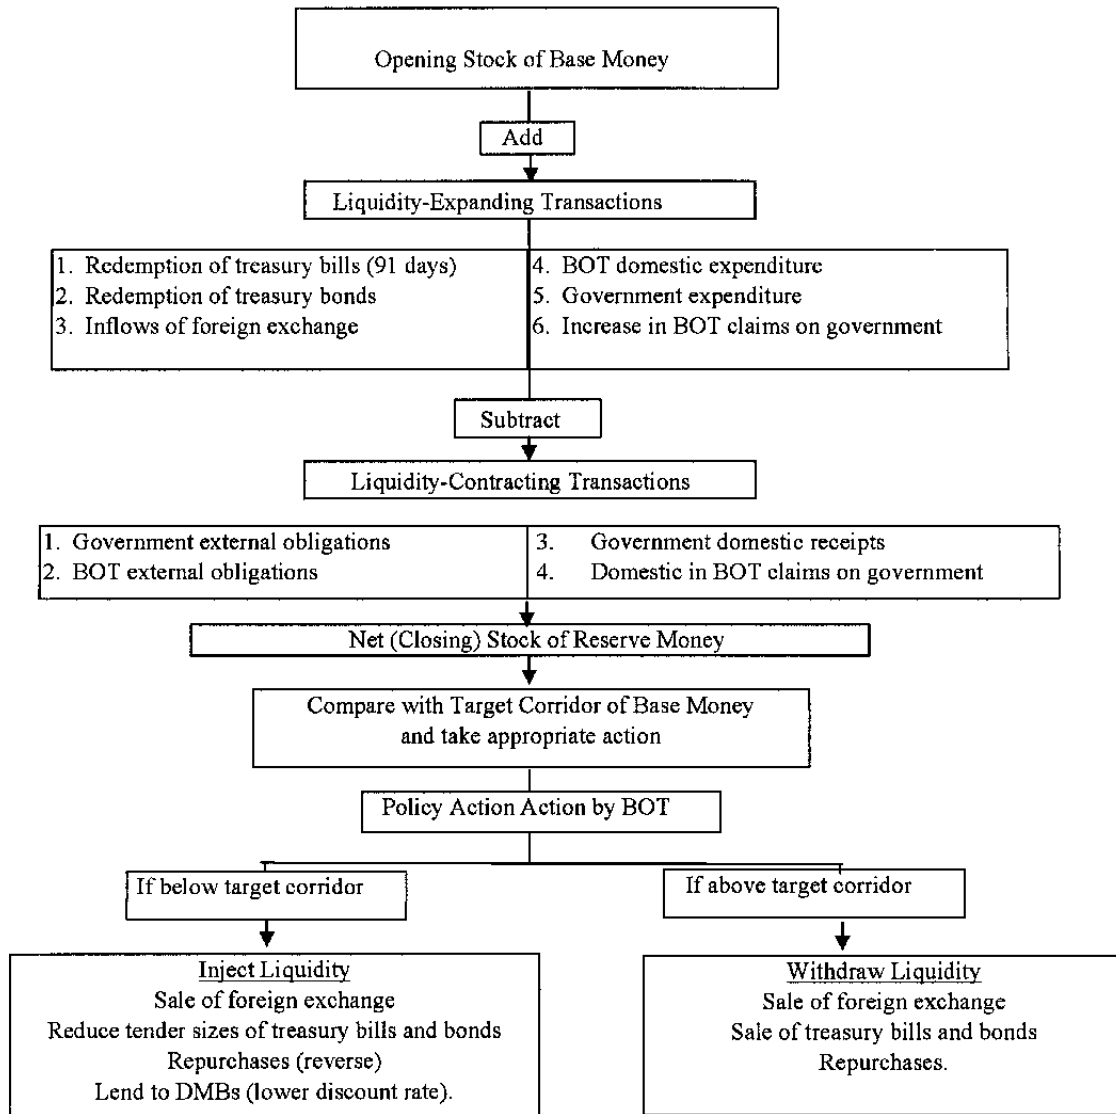 Opening Stock of Base Money
Add
Liquidity-Expanding Transactions
1. Redemption of treasury bills (91 days)
2. Redemption of treasury bonds
3. Inflows of foreign exchange
4. BOT domestic expenditure
5. Government expenditure
6. Increase in BOT claims on government
Subtract
Liquidity-Contracting Transactions
1. Government external obligations
2. BOT external obligations
3. Government domestic receipts
4. Domestic in BOT claims on government
Net (Closing) Stock of Reserve Money
Compare with Target Corridor of Base Money
and take appropriate action
Policy Action Action by BOT
If below target corridor
If above target corridor
Inject Liquidity
Sale of foreign exchange
Reduce tender sizes of treasury bills and bonds
Repurchases (reverse)
Lend to DMBs (lower discount rate).
Withdraw Liquidity
Sale of foreign exchange
Sale of treasury bills and bonds
Repurchases.